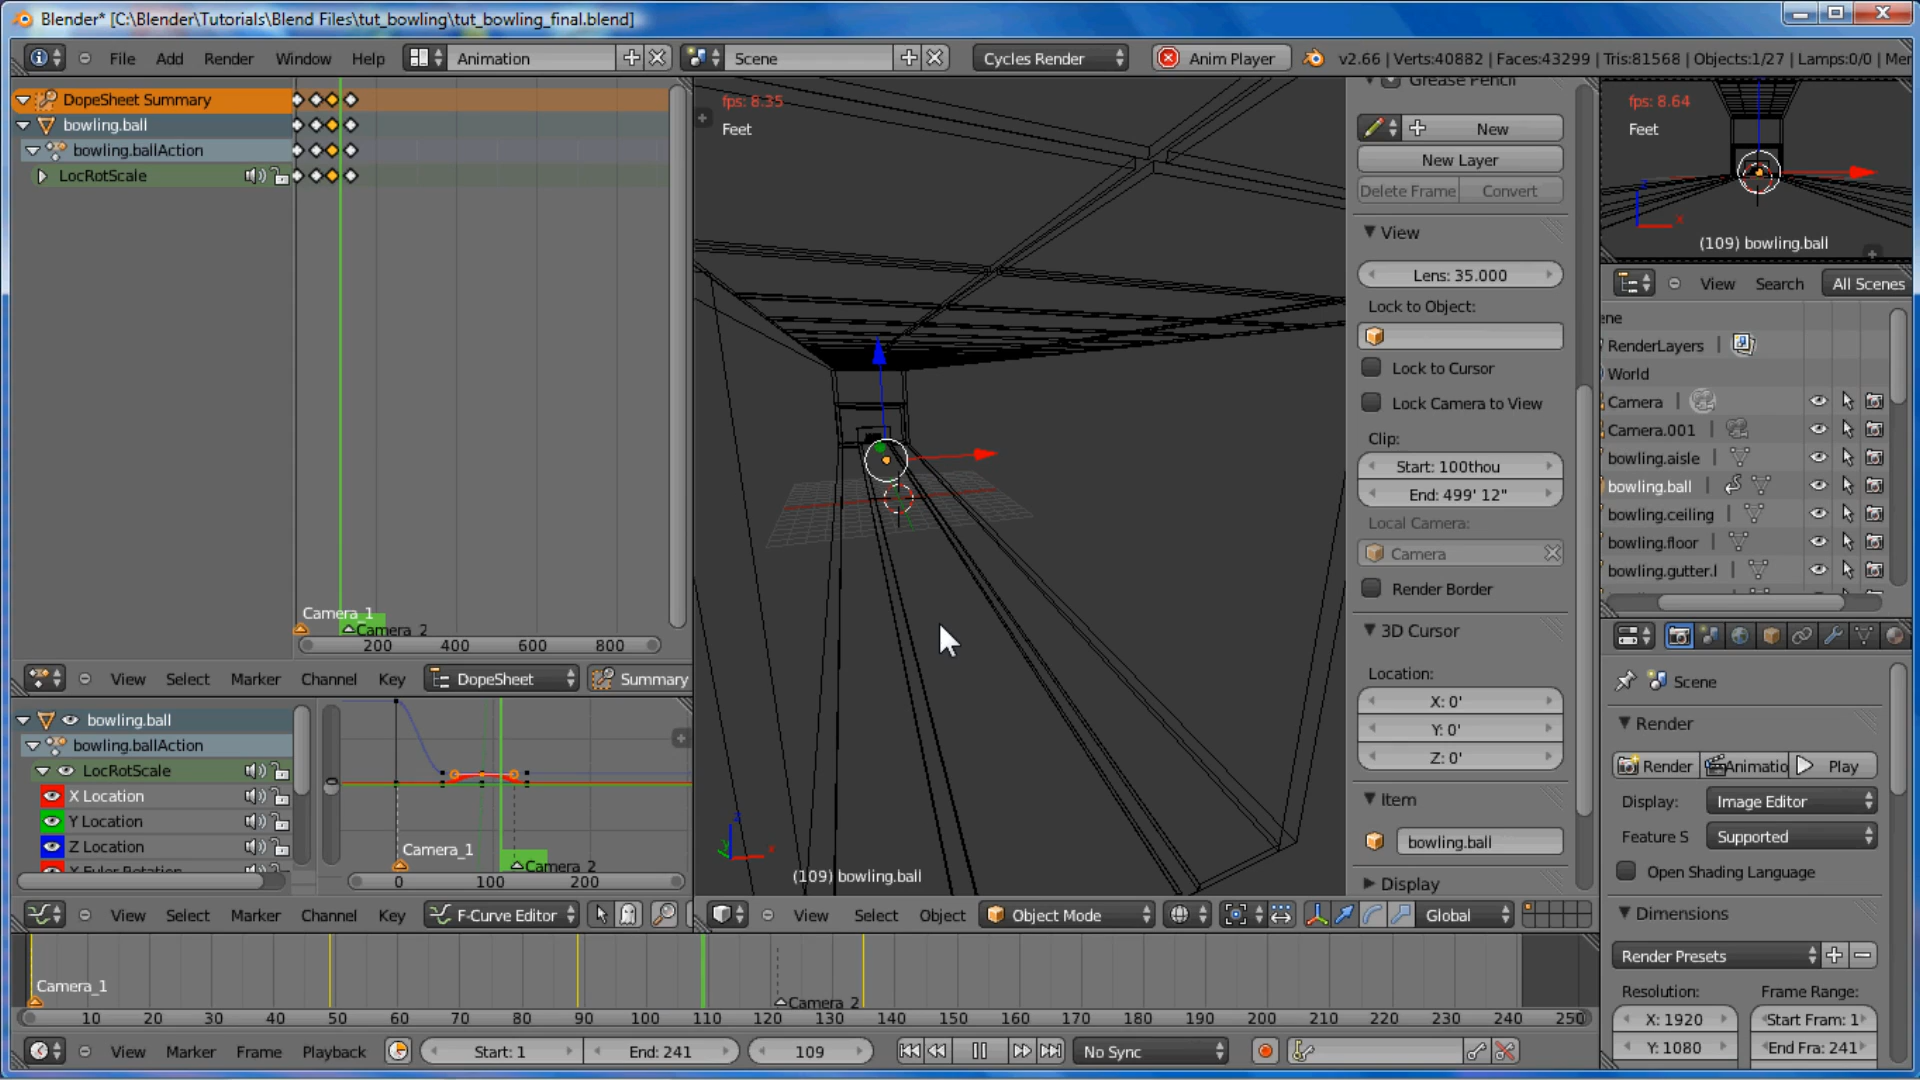 Blender* [C:\Blender\Tutorials\Blend Files\tut_bowling\tut_bowling_final.blend]
File Add Render Window Help Animation Scene Cycles Render Anim Player v2.66 | Verts:40882 | Faces:43299 | Tris:81568 | Objects:1/27 | Lamps:0/0 | Mer
DopeSheet Summary
bowling.ball
bowling.ballAction
LocRotScale
Camera_1
Camera_2
200 400 600 800
View Select Marker Channel Key DopeSheet Summary
bowling.ball
bowling.ballAction
LocRotScale
X Location
Y Location
Z Location
X Euler Rotation
Camera_1
Camera_2
0 100 200
View Select Marker Channel Key F-Curve Editor
fps: 8.35
Feet
(109) bowling.ball
View Select Object Object Mode Global
Grease Pencil
New
New Layer
Delete Frame Convert
View
Lens: 35.000
Lock to Object:
Lock to Cursor
Lock Camera to View
Clip:
Start: 100thou
End: 499' 12"
Local Camera:
Camera
Render Border
3D Cursor
Location:
X: 0'
Y: 0'
Z: 0'
Item
bowling.ball
Display
fps: 8.64
Feet
(109) bowling.ball
View Search All Scenes
ene
RenderLayers
World
Camera
Camera.001
bowling.aisle
bowling.ball
bowling.ceiling
bowling.floor
bowling.gutter.l
Scene
Render
Render Animatio Play
Display: Image Editor
Feature S Supported
Open Shading Language
Dimensions
Render Presets
Resolution: Frame Range:
X: 1920 Start Fram: 1
Y: 1080 End Fra: 241
Camera_1
Camera_2
10 20 30 40 50 60 70 80 90 100 110 120 130 140 150 160 170 180 190 200 210 220 230 240 250
View Marker Frame Playback Start: 1 End: 241 109 No Sync